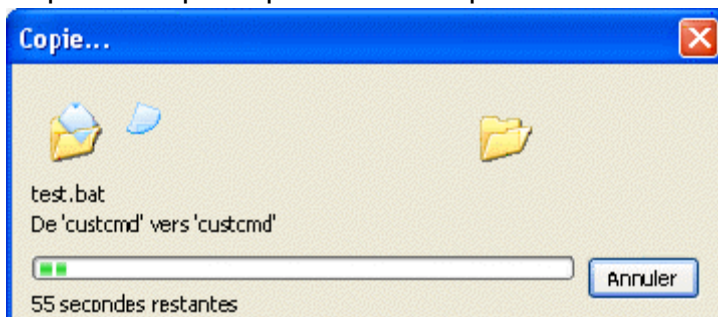 Copie...
test.bat
De 'custcmd' vers 'custcmd'
Annuler
55 secondes restantes